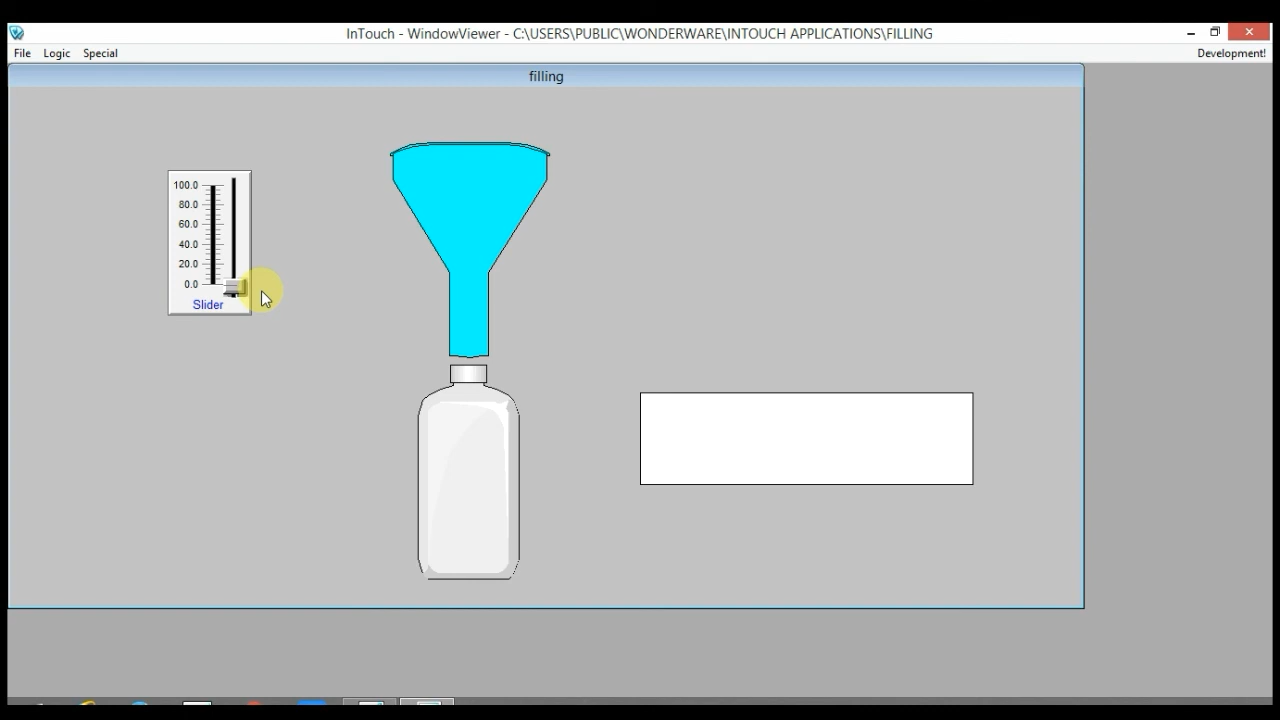 InTouch - WindowViewer - C:\USERS\PUBLIC\WONDERWARE\INTOUCH APPLICATIONS\FILLING
File Logic Special Development!
filling
100.0
80.0
60.0
40.0
20.0
0.0
Slider